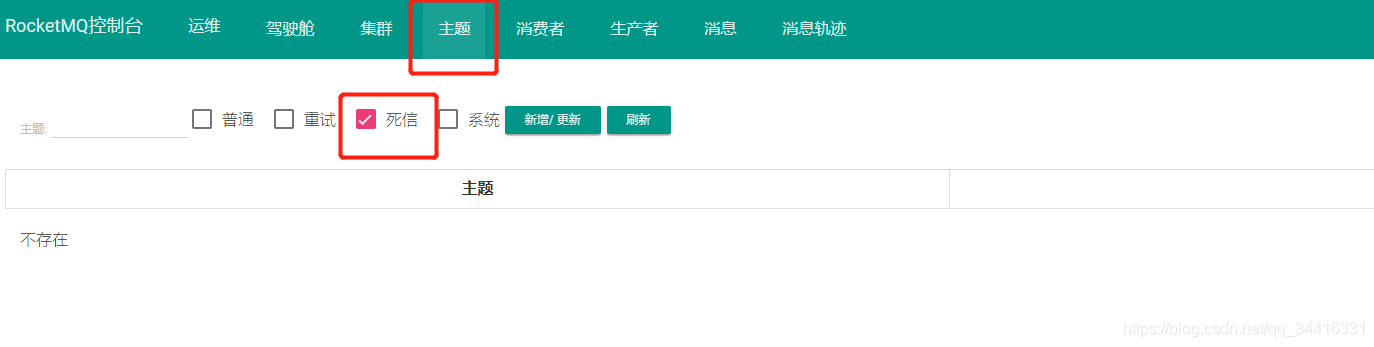 RocketMQ控制台 运维 驾驶舱 集群 主题 消费者 生产者 消息 消息轨迹
主题: 普通 重试 死信 系统 新增/ 更新 刷新
主题
不存在
https://blog.csdn.net/qq_34416331